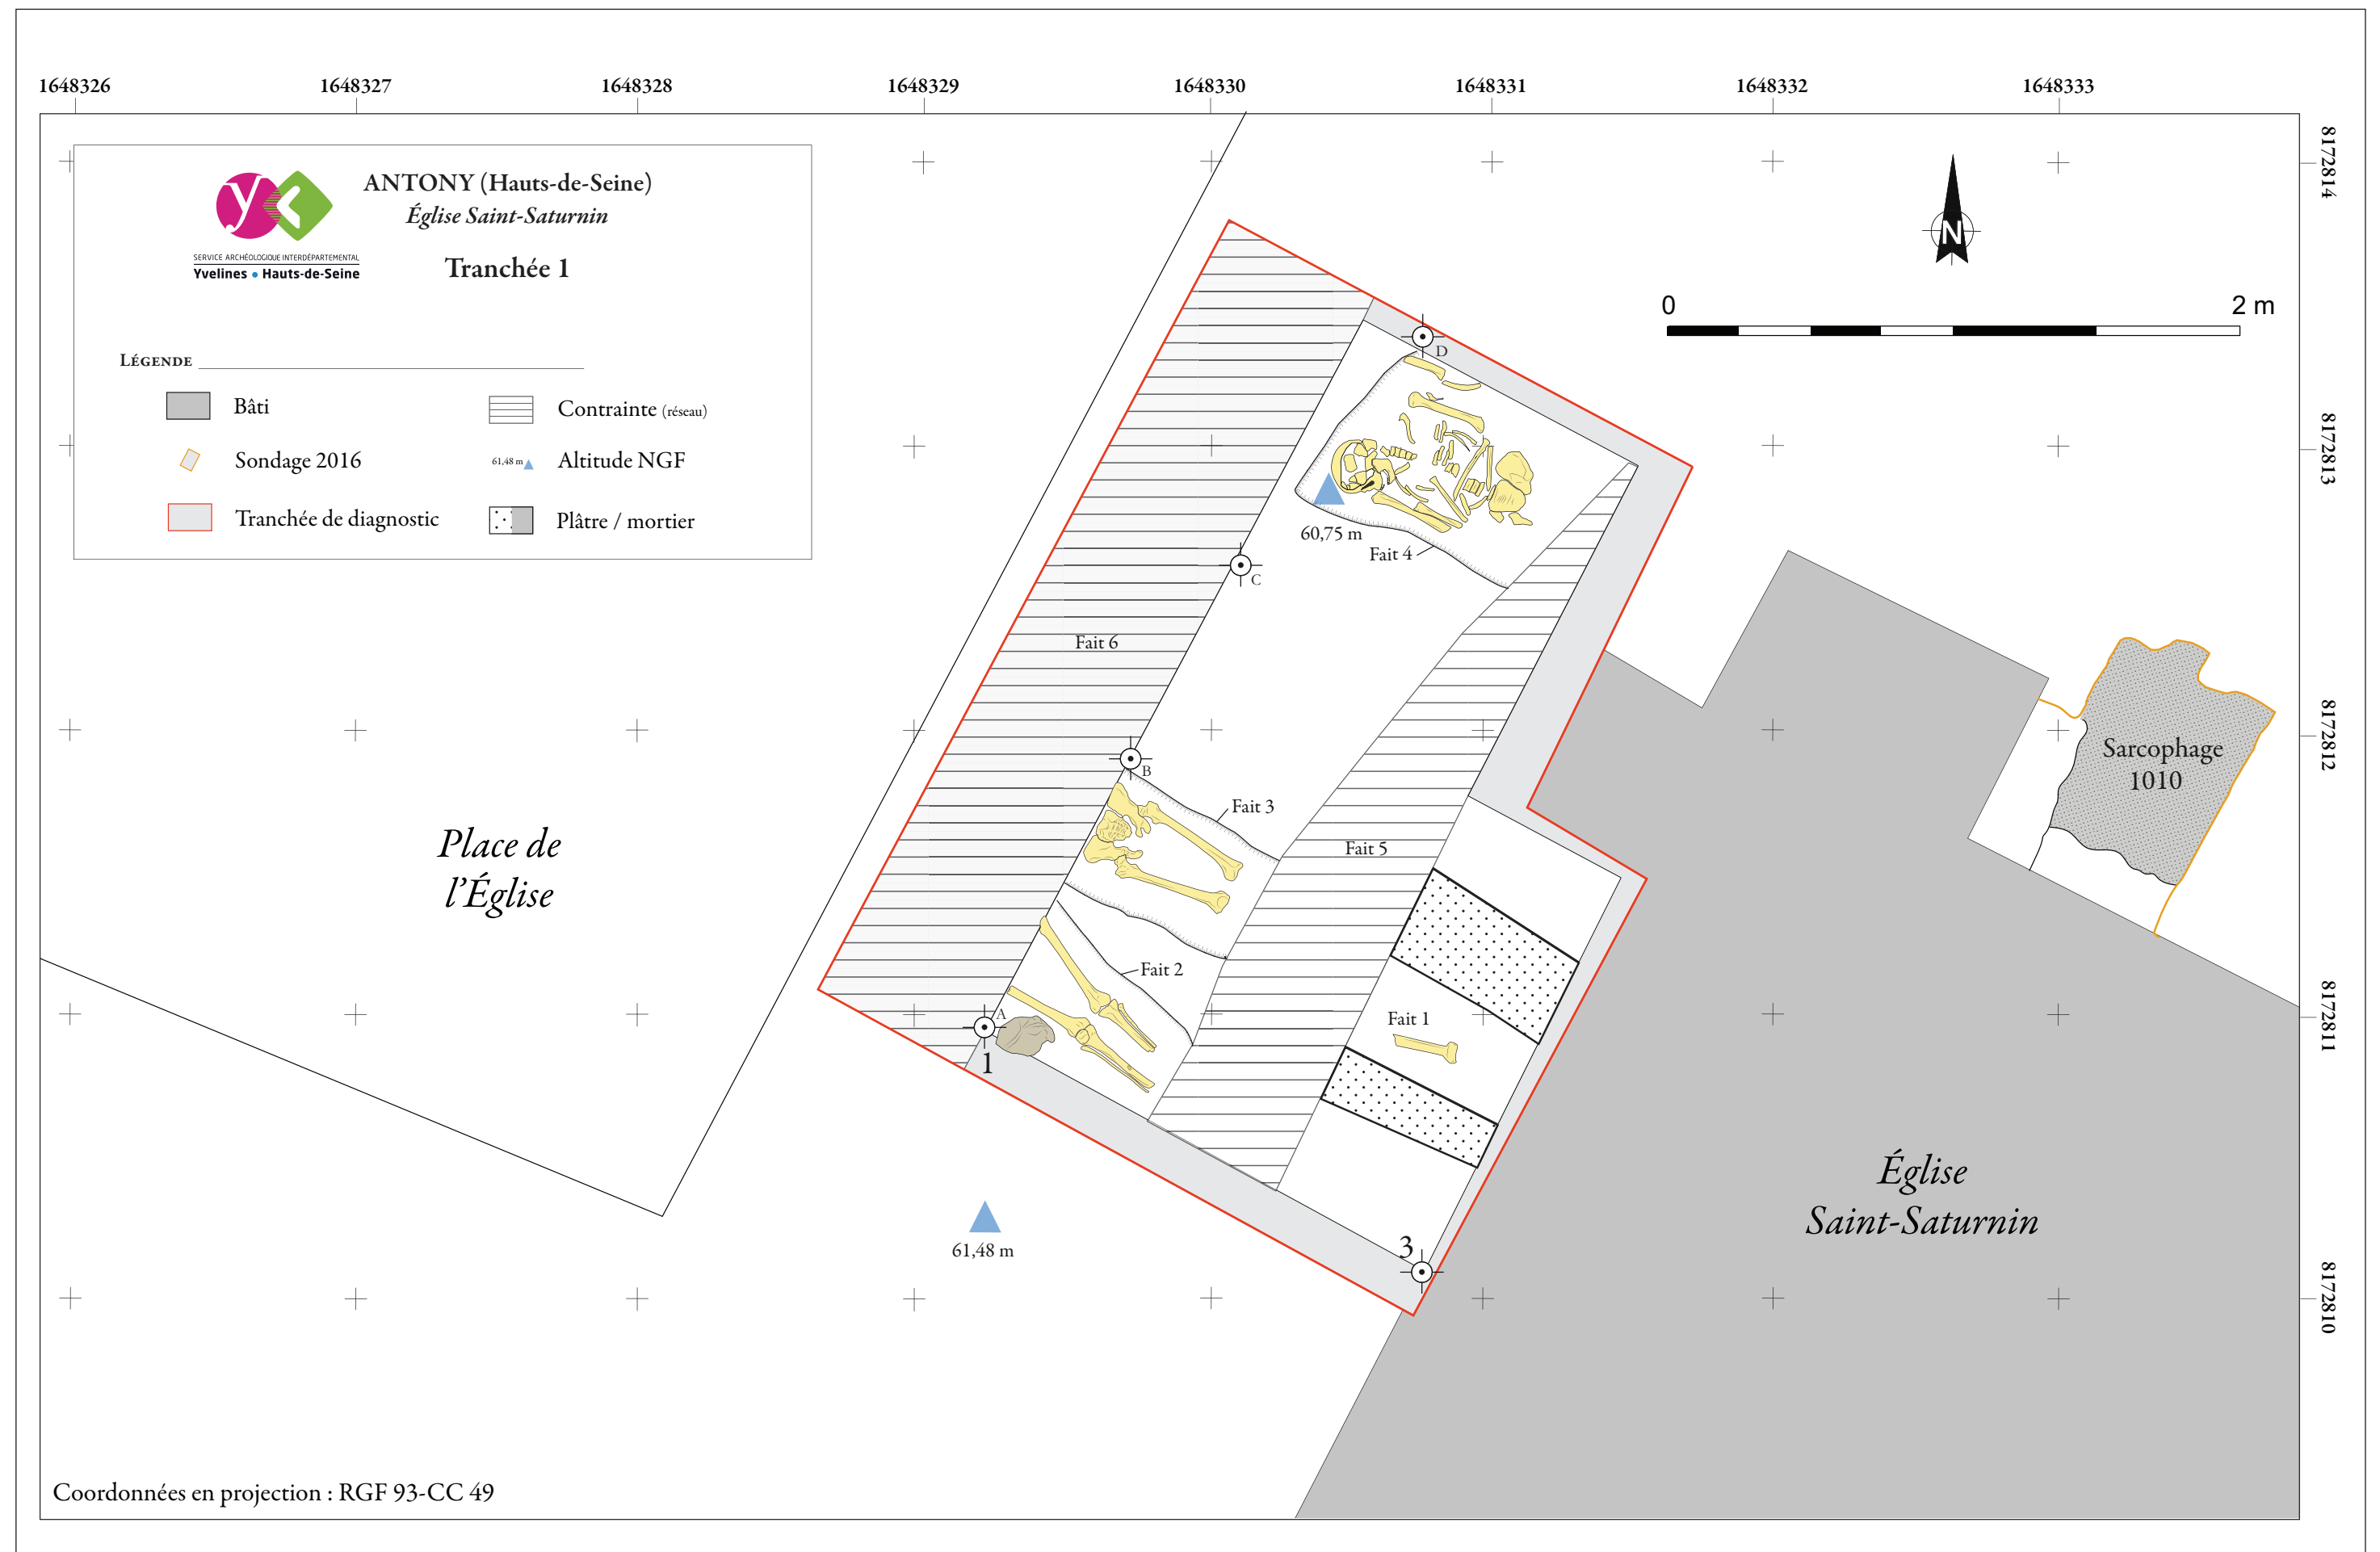 1648326 1648327 1648328 1648329 1648330 1648331 1648332 1648333
8172814
8172813
8172812
8172811
8172810
yx
SERVICE ARCHÉOLOGIQUE INTERDÉPARTEMENTAL
Yvelines • Hauts-de-Seine
ANTONY (Hauts-de-Seine)
Église Saint-Saturnin
Tranchée 1
LÉGENDE
Bâti
Sondage 2016
Tranchée de diagnostic
Contrainte (réseau)
61,48 m Altitude NGF
Plâtre / mortier
N
0 2 m
D
60,75 m
Fait 4
C
Fait 6
B
Fait 3
Fait 5
Fait 2
A
1
Fait 1
3
61,48 m
Sarcophage
1010
Place de
l’Église
Église
Saint-Saturnin
Coordonnées en projection : RGF 93-CC 49